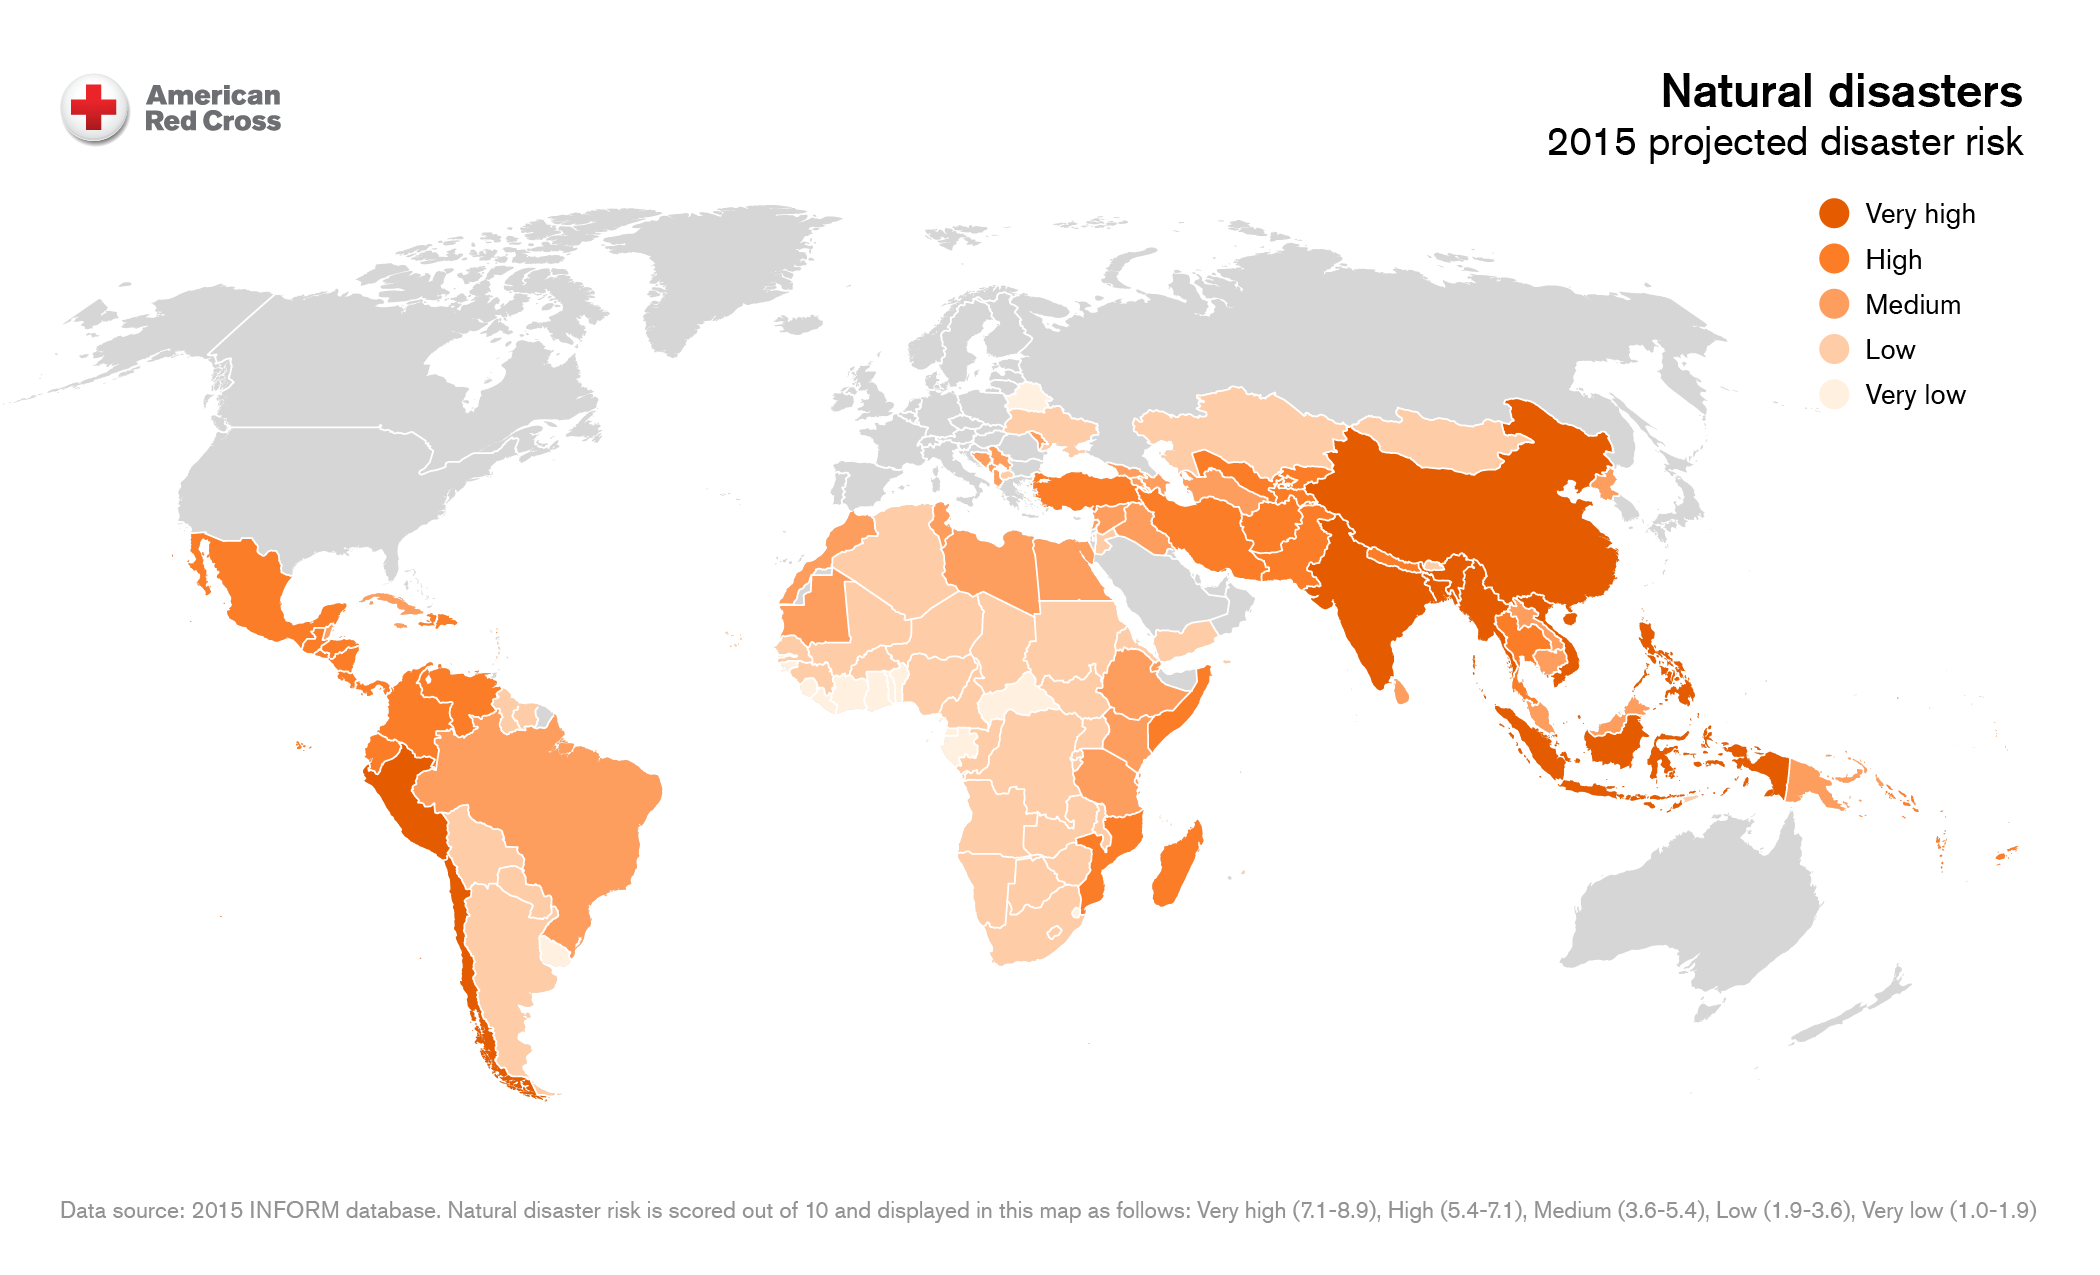 American
Red Cross
Natural disasters
2015 projected disaster risk
Very high
High
Medium
Low
Very low
Data source: 2015 INFORM database. Natural disaster risk is scored out of 10 and displayed in this map as follows: Very high (7.1-8.9), High (5.4-7.1), Medium (3.6-5.4), Low (1.9-3.6), Very low (1.0-1.9)